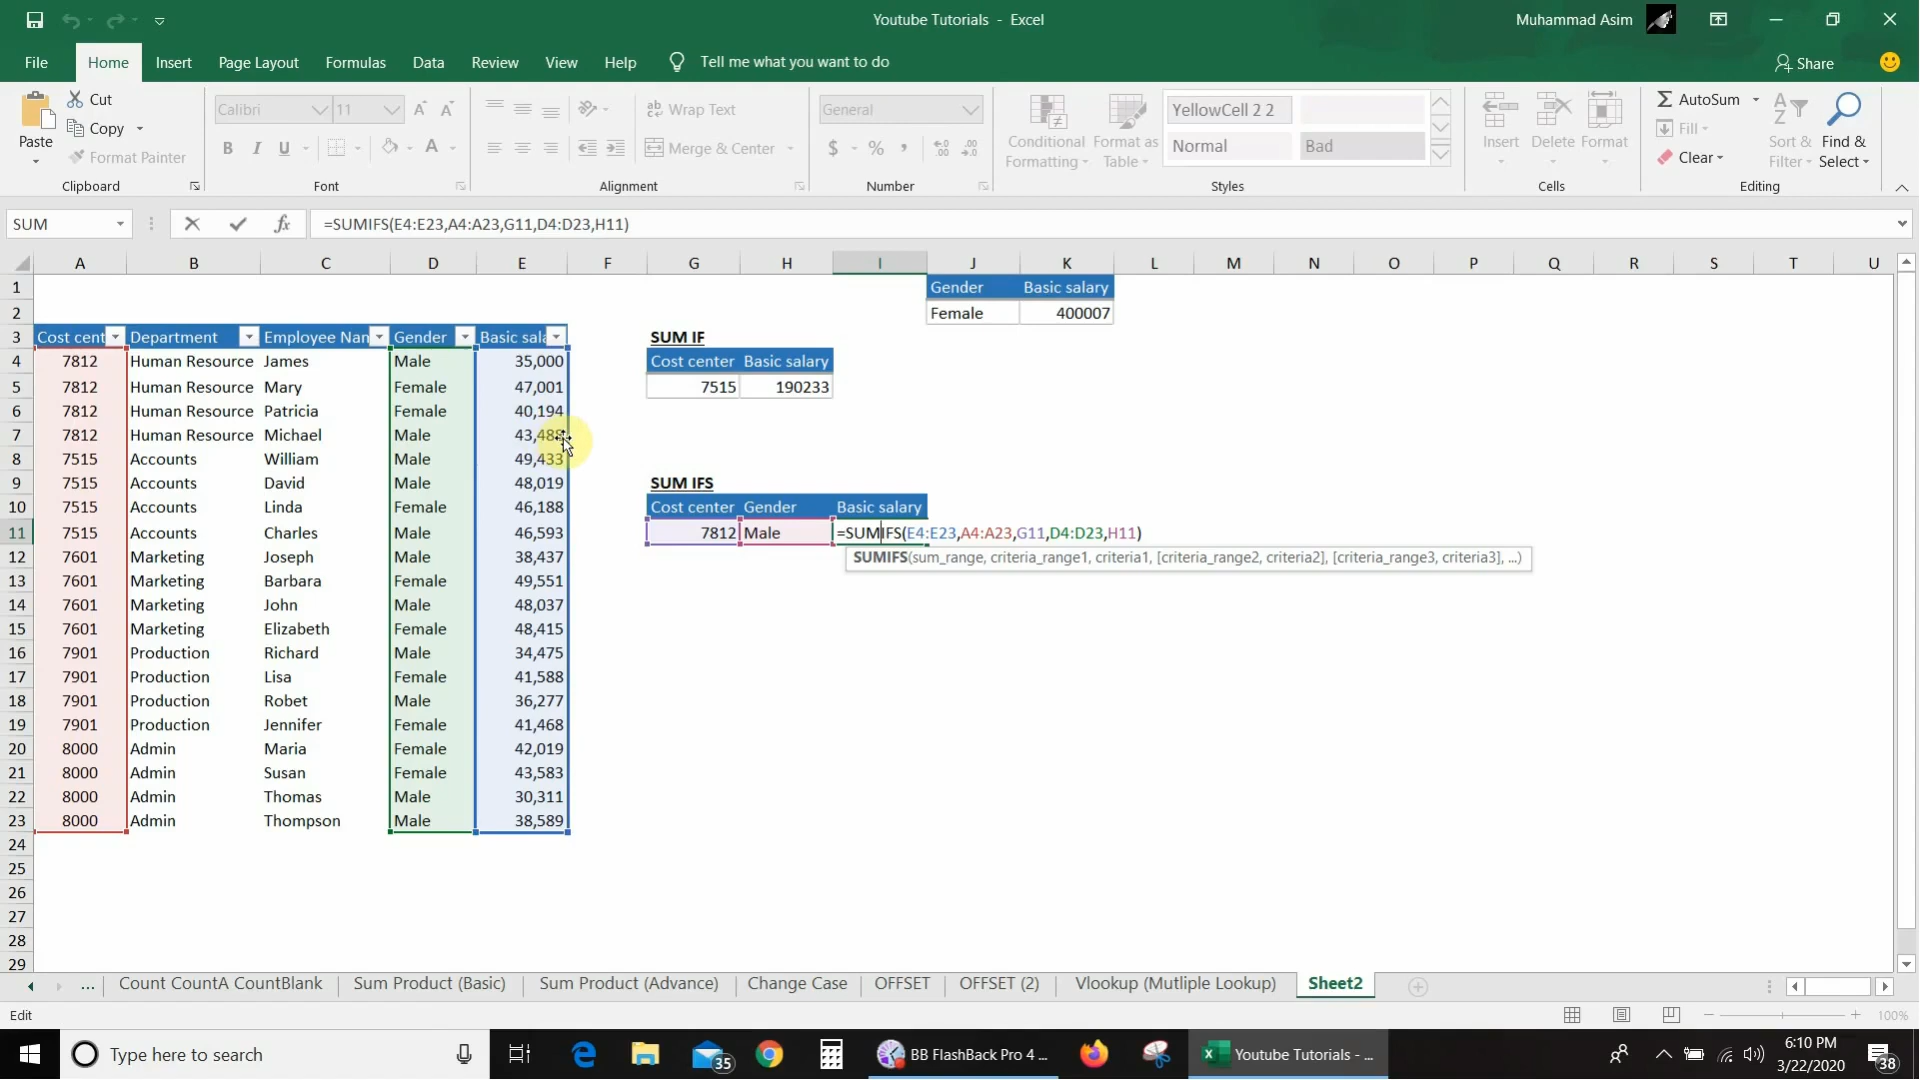 Youtube Tutorials - Excel
Muhammad Asim
File Home Insert Page Layout Formulas Data Review View Help Tell me what you want to do
Share
Paste
Cut
Copy
Format Painter
Clipboard
Calibri 11
B I U A
Font
Wrap Text
Merge & Center
Alignment
General
$ % ,
Number
Conditional Formatting
Format as Table
YellowCell 2 2
Normal Bad
Styles
Insert Delete Format
Cells
AutoSum
Fill
Clear
Sort & Filter
Find & Select
Editing
SUM
fx =SUMIFS(E4:E23,A4:A23,G11,D4:D23,H11)
A B C D E F G H I J K L M N O P Q R S T U
1 Gender Basic salary
2 Female 400007
3 Cost cent Department Employee Nan Gender Basic sala SUM IF
4 7812 Human Resource James Male 35,000 Cost center Basic salary
5 7812 Human Resource Mary Female 47,001 7515 190233
6 7812 Human Resource Patricia Female 40,194
7 7812 Human Resource Michael Male 43,488
8 7515 Accounts William Male 49,433
9 7515 Accounts David Male 48,019 SUM IFS
10 7515 Accounts Linda Female 46,188 Cost center Gender Basic salary
11 7515 Accounts Charles Male 46,593 7812 Male =SUMIFS(E4:E23,A4:A23,G11,D4:D23,H11)
SUMIFS(sum_range, criteria_range1, criteria1, [criteria_range2, criteria2], [criteria_range3, criteria3], ...)
12 7601 Marketing Joseph Male 38,437
13 7601 Marketing Barbara Female 49,551
14 7601 Marketing John Male 48,037
15 7601 Marketing Elizabeth Female 48,415
16 7901 Production Richard Male 34,475
17 7901 Production Lisa Female 41,588
18 7901 Production Robet Male 36,277
19 7901 Production Jennifer Female 41,468
20 8000 Admin Maria Female 42,019
21 8000 Admin Susan Female 43,583
22 8000 Admin Thomas Male 30,311
23 8000 Admin Thompson Male 38,589
24
25
26
27
28
29
... Count CountA CountBlank Sum Product (Basic) Sum Product (Advance) Change Case OFFSET OFFSET (2) Vlookup (Mutliple Lookup) Sheet2
Edit
100%
Type here to search
35
BB FlashBack Pro 4 ...
Youtube Tutorials - ...
6:10 PM
3/22/2020
38